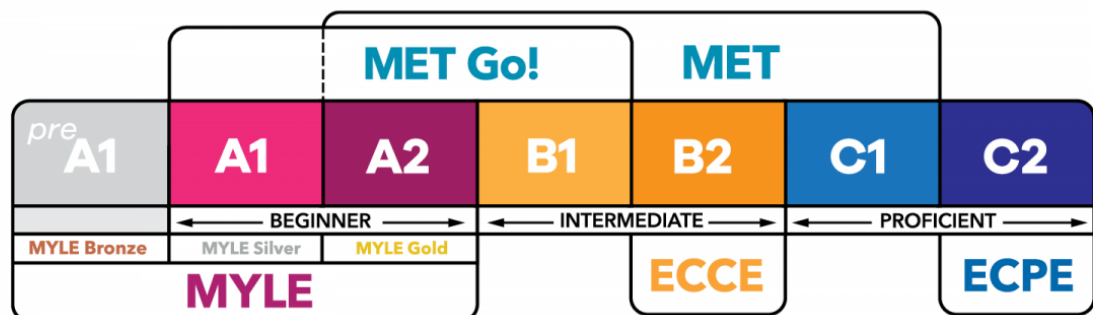 MET Go! MET
pre A1 A1 A2 B1 B2 C1 C2
BEGINNER INTERMEDIATE PROFICIENT
MYLE Bronze MYLE Silver MYLE Gold
MYLE ECCE ECPE